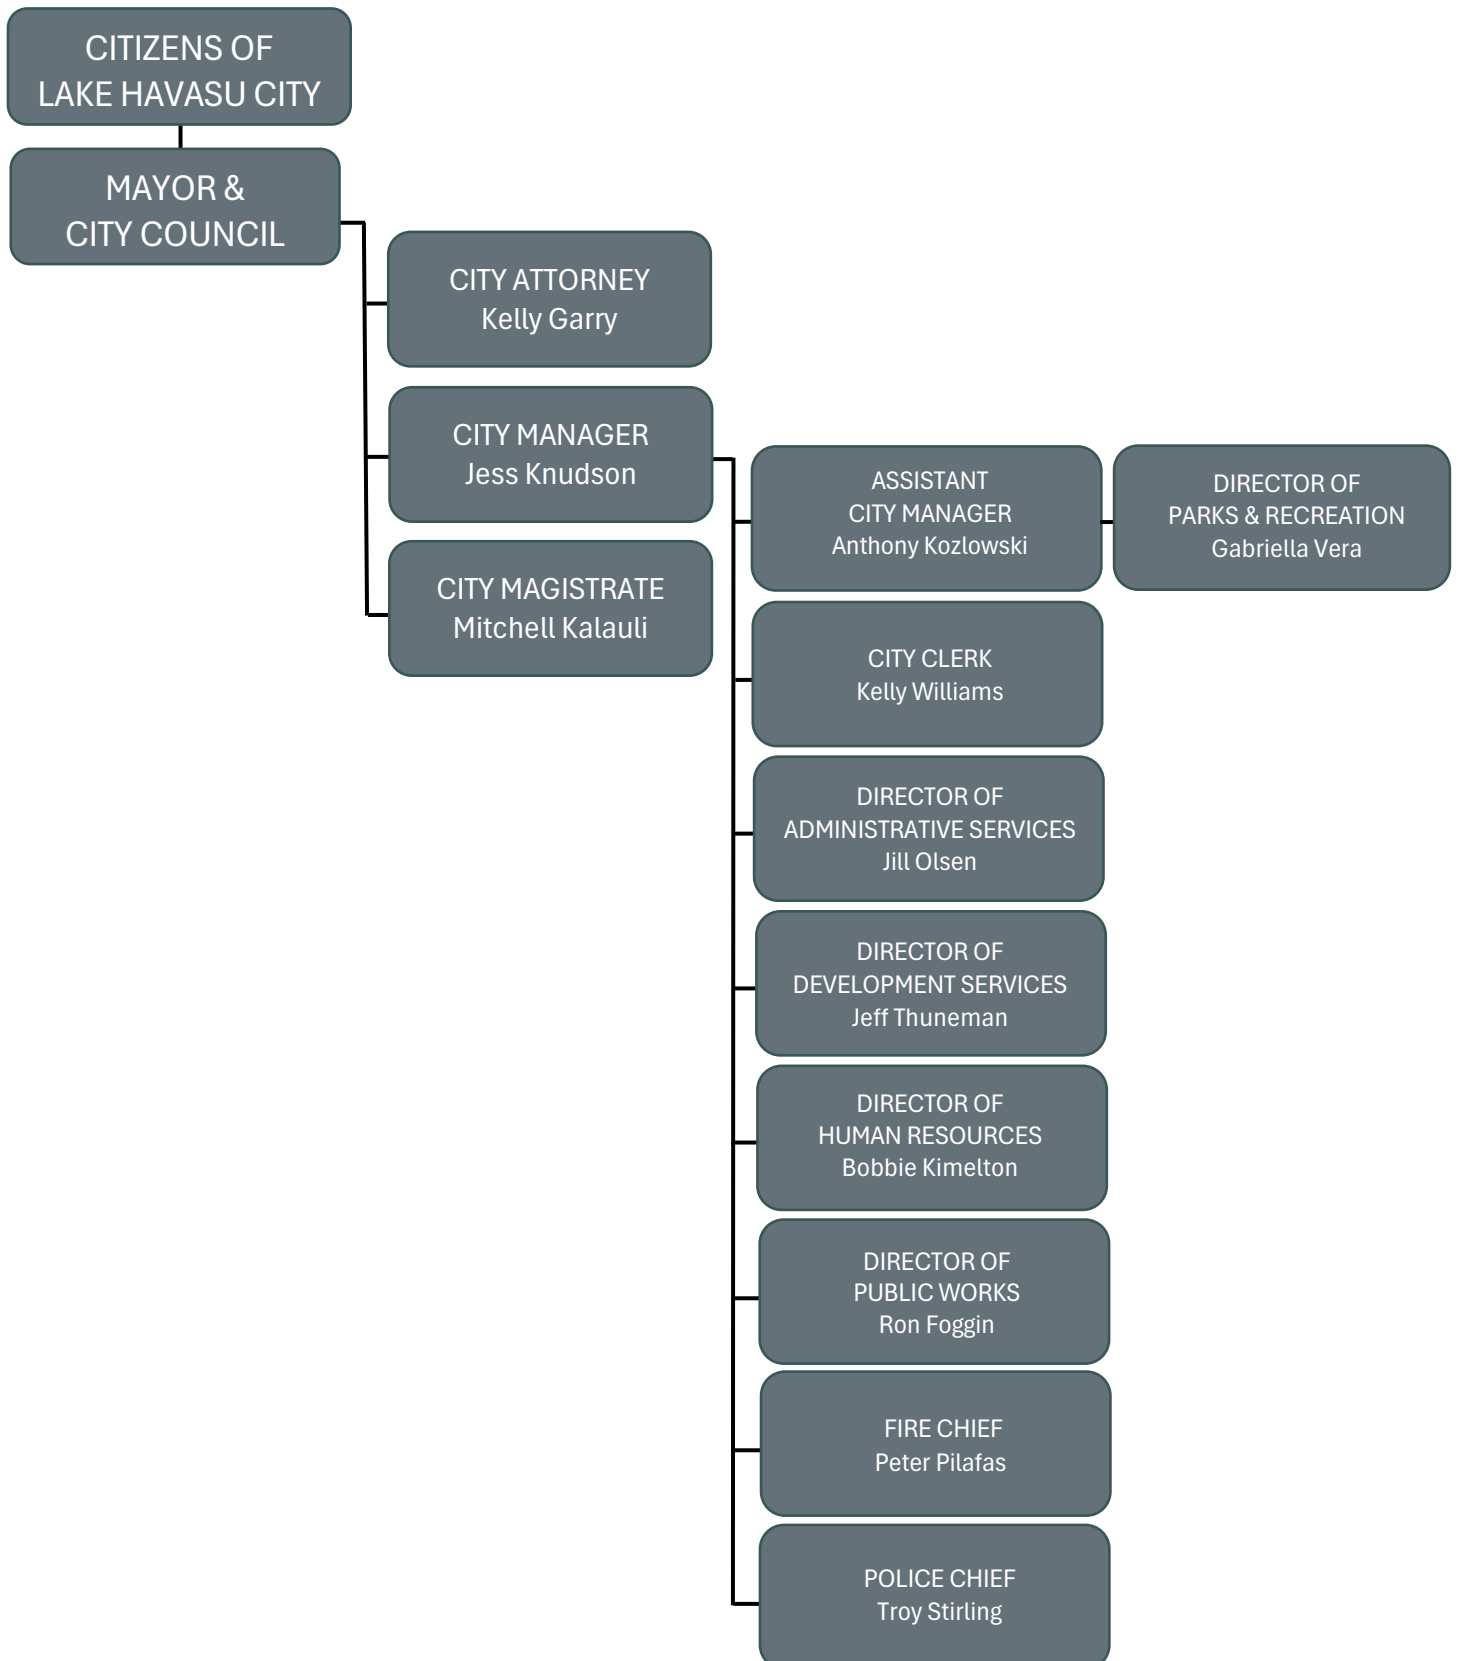 CITIZENS OF
LAKE HAVASU CITY
MAYOR &
CITY COUNCIL
CITY ATTORNEY
Kelly Garry
CITY MANAGER
Jess Knudson
CITY MAGISTRATE
Mitchell Kalauli
ASSISTANT
CITY MANAGER
Anthony Kozlowski
DIRECTOR OF
PARKS & RECREATION
Gabriella Vera
CITY CLERK
Kelly Williams
DIRECTOR OF
ADMINISTRATIVE SERVICES
Jill Olsen
DIRECTOR OF
DEVELOPMENT SERVICES
Jeff Thuneman
DIRECTOR OF
HUMAN RESOURCES
Bobbie Kimelton
DIRECTOR OF
PUBLIC WORKS
Ron Foggin
FIRE CHIEF
Peter Pilafas
POLICE CHIEF
Troy Stirling